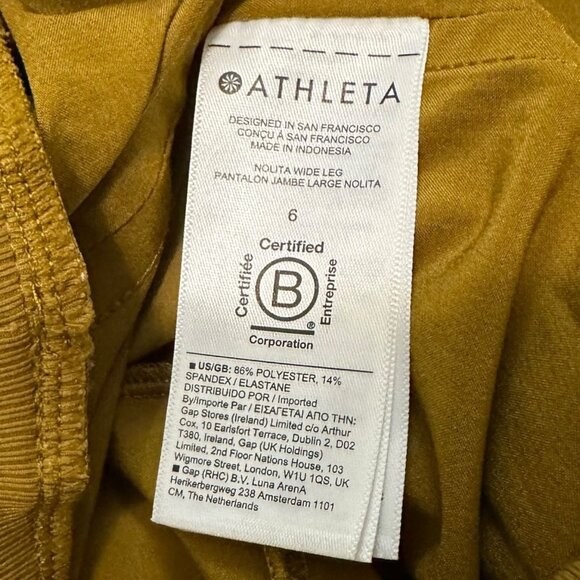 ATHLETA
DESIGNED IN SAN FRANCISCO
CONÇU À SAN FRANCISCO
MADE IN INDONESIA
NOLITA WIDE LEG
PANTALON JAMBE LARGE NOLITA
6
Certified
Certifiée
Entreprise
B
®
Corporation
■ US/GB: 86% POLYESTER, 14%
SPANDEX / ELASTANE
DISTRIBUIDO POR / Imported
By/Importe Par / ΕΙΣΑΓΕΤΑΙ ΑΠΟ ΤΗΝ:
Gap Stores (Ireland) Limited c/o Arthur
Cox, 10 Earlsfort Terrace, Dublin 2, D02
T380, Ireland, Gap (UK Holdings)
Limited, 2nd Floor Nations House, 103
Wigmore Street, London, W1U 1QS, UK
■ Gap (RHC) B.V, Luna ArenA
Herikerbergweg 238 Amsterdam 1101
CM, The Netherlands